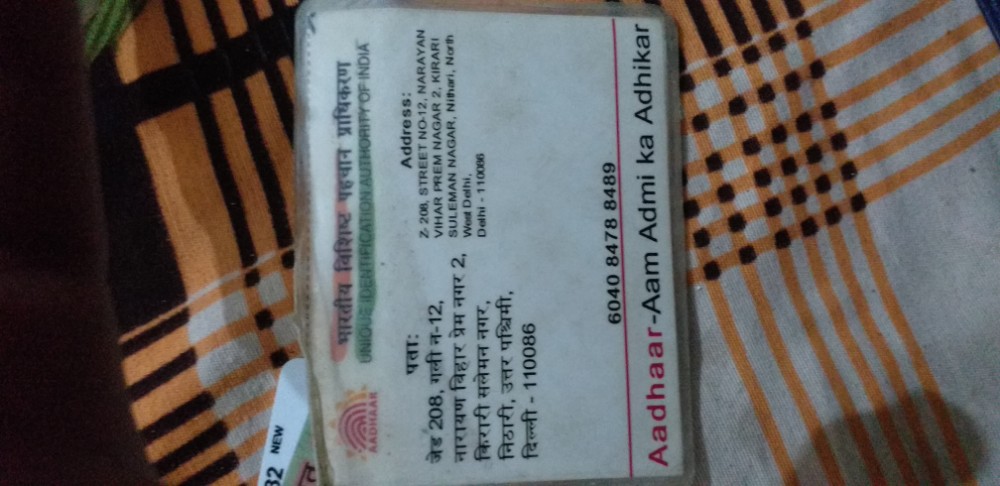 भारतीय विशिष्ट पहचान प्राधिकरण
UNIQUE IDENTIFICATION AUTHORITY OF INDIA
AADHAAR
पता:
जेड 208, गली न-12,
नारायण विहार प्रेम नगर 2,
किरारी सलेमन नगर,
निठारी, उत्तर पश्चिमी,
दिल्ली - 110086
Address:
Z-208, STREET NO-12, NARAYAN
VIHAR PREM NAGAR 2, KIRARI
SULEMAN NAGAR, Nithari, North
West Delhi,
Delhi - 110086
6040 8478 8489
Aadhaar-Aam Admi ka Adhikar
32 NEW